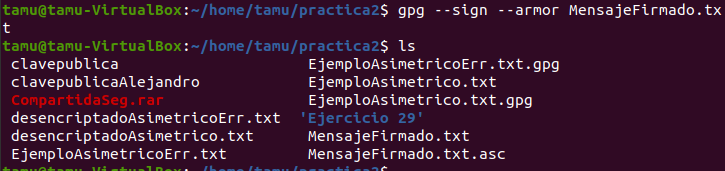 tamu@tamu-VirtualBox:~/home/tamu/practica2$ gpg --sign --armor MensajeFirmado.tx
t
tamu@tamu-VirtualBox:~/home/tamu/practica2$ ls
clavepublica EjemploAsimetricoErr.txt.gpg
clavepublicaAlejandro EjemploAsimetrico.txt
CompartidaSeg.rar EjemploAsimetrico.txt.gpg
desencriptadoAsimetricoErr.txt 'Ejercicio 29'
desencriptadoAsimetrico.txt MensajeFirmado.txt
EjemploAsimetricoErr.txt MensajeFirmado.txt.asc
tamu@tamu-VirtualBox:~/home/tamu/practica2$